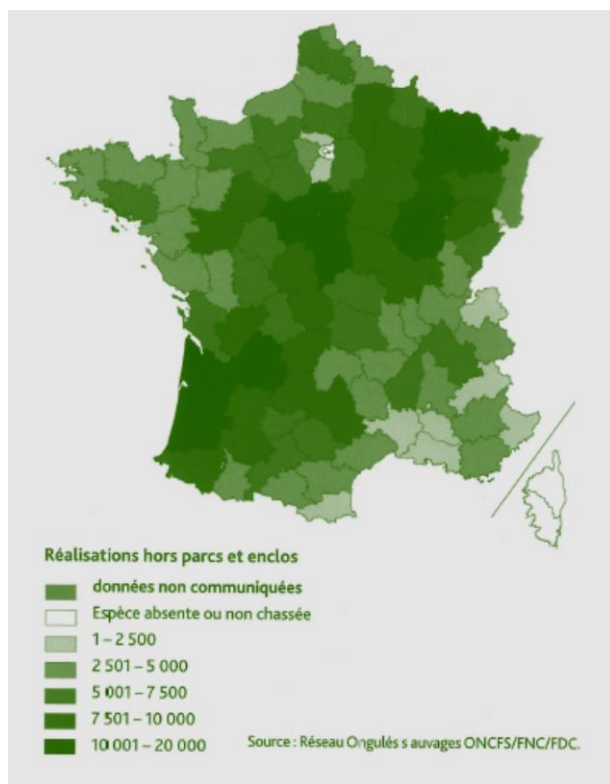 Réalisations hors parcs et enclos
données non communiquées
Espèce absente ou non chassée
1 – 2 500
2 501 – 5 000
5 001 – 7 500
7 501 – 10 000
10 001 – 20 000
Source : Réseau Ongulés s auvages ONCFS/FNC/FDC.